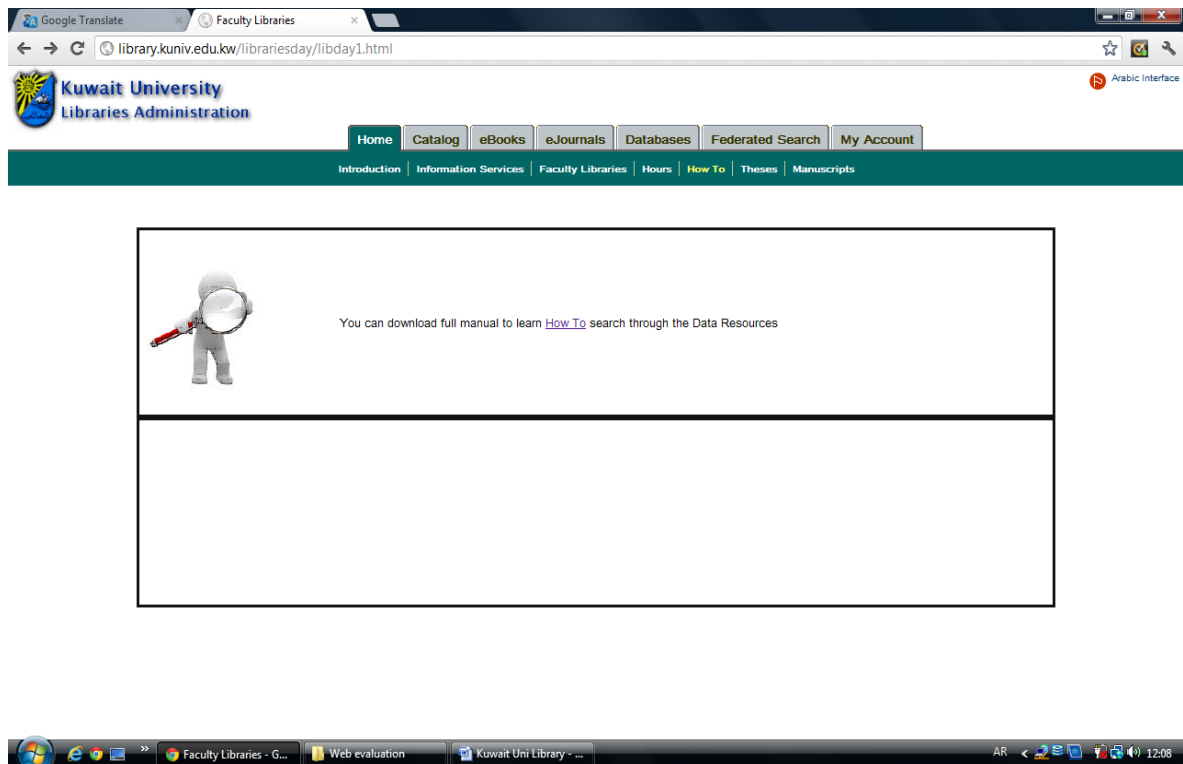 Google Translate
Faculty Libraries
library.kuniv.edu.kw/librariesday/libday1.html
Kuwait University
Libraries Administration
Arabic Interface
Home Catalog eBooks eJournals Databases Federated Search My Account
Introduction Information Services Faculty Libraries Hours How To Theses Manuscripts
You can download full manual to learn How To search through the Data Resources
Faculty Libraries - G...
Web evaluation
Kuwait Uni Library - ...
AR
12:08